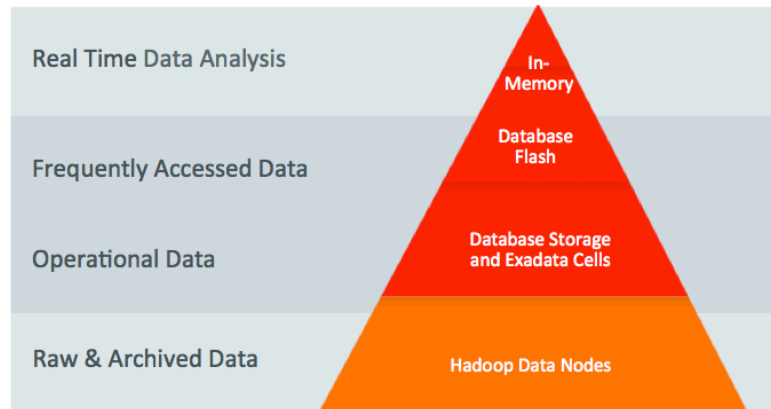 Real Time Data Analysis
In-
Memory
Database
Flash
Frequently Accessed Data
Database Storage
and Exadata Cells
Operational Data
Raw & Archived Data
Hadoop Data Nodes